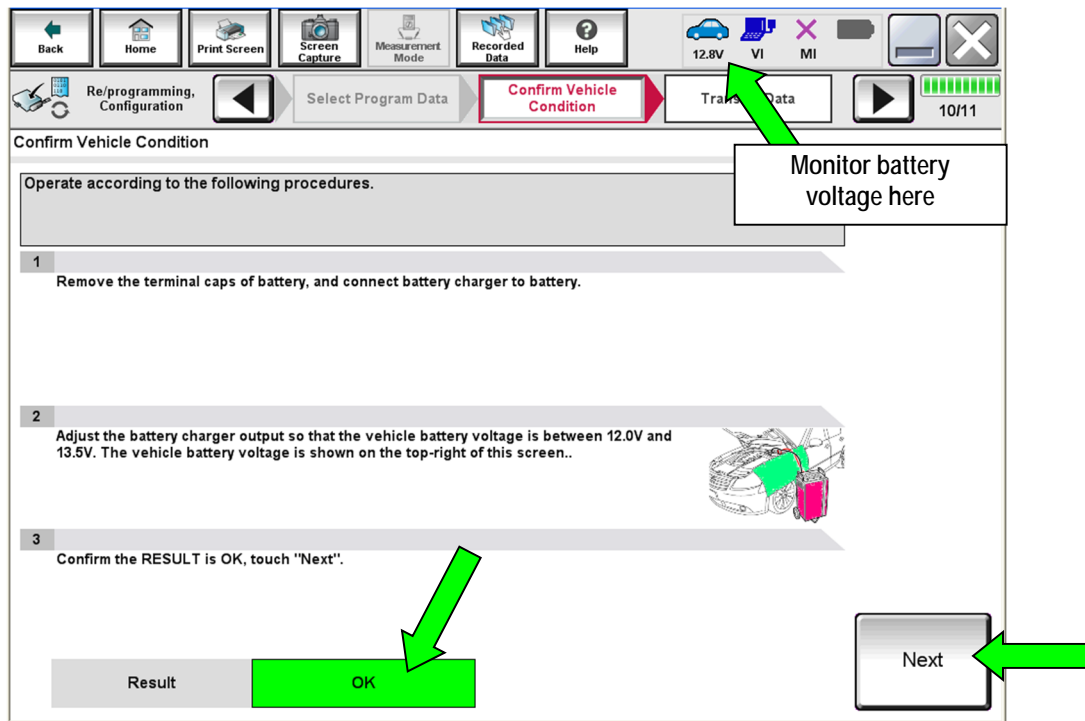 Back
Home
Print Screen
Screen
Capture
Measurement
Mode
Recorded
Data
Help
12.8V
VI
MI
Re/programming,
Configuration
Select Program Data
Confirm Vehicle
Condition
10/11
Confirm Vehicle Condition
Monitor battery
voltage here
Operate according to the following procedures.
1
Remove the terminal caps of battery, and connect battery charger to battery.
2
Adjust the battery charger output so that the vehicle battery voltage is between 12.0V and
13.5V. The vehicle battery voltage is shown on the top-right of this screen..
3
Confirm the RESULT is OK, touch "Next".
Result
OK
Next